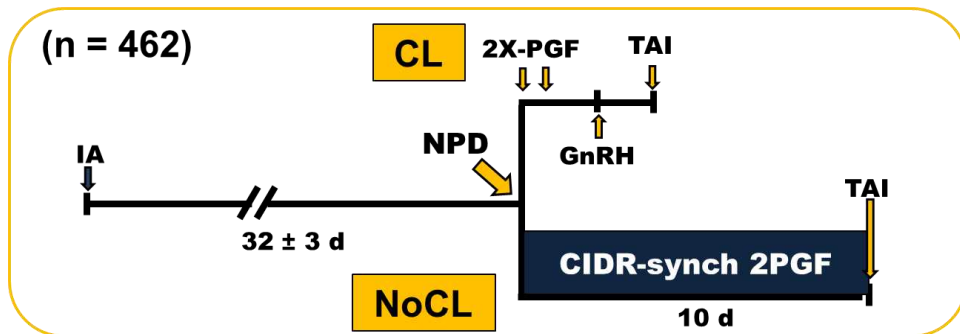 (n = 462)
CL
2X-PGF
TAI
GnRH
NPD
IA
TAI
32 ± 3 d
CIDR-synch 2PGF
NoCL
10 d